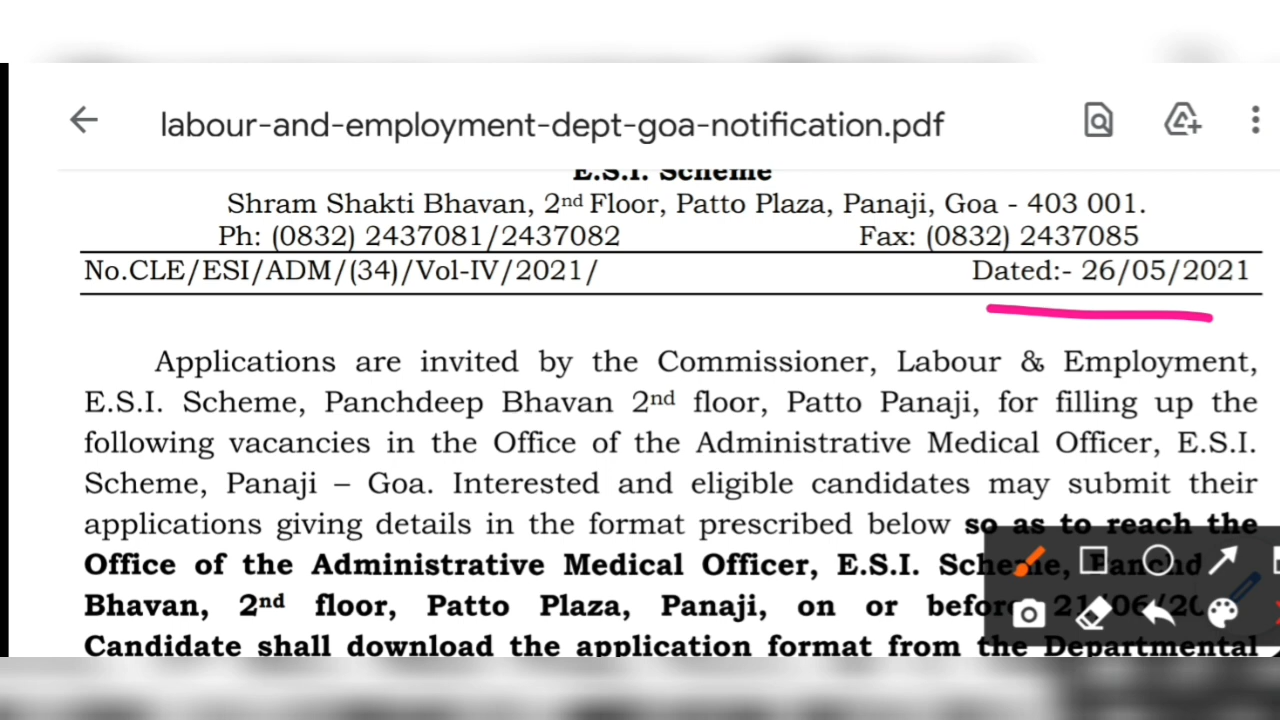 labour-and-employment-dept-goa-notification.pdf
E.S.I. Scheme
Shram Shakti Bhavan, 2nd Floor, Patto Plaza, Panaji, Goa - 403 001.
Ph: (0832) 2437081/2437082 Fax: (0832) 2437085
No.CLE/ESI/ADM/(34)/Vol-IV/2021/ Dated:- 26/05/2021
Applications are invited by the Commissioner, Labour & Employment,
E.S.I. Scheme, Panchdeep Bhavan 2nd floor, Patto Panaji, for filling up the
following vacancies in the Office of the Administrative Medical Officer, E.S.I.
Scheme, Panaji – Goa. Interested and eligible candidates may submit their
applications giving details in the format prescribed below so as to reach the
Office of the Administrative Medical Officer, E.S.I. Scheme,
Bhavan, 2nd floor, Patto Plaza, Panaji, on or before
Candidate shall download the application format from the Departmental